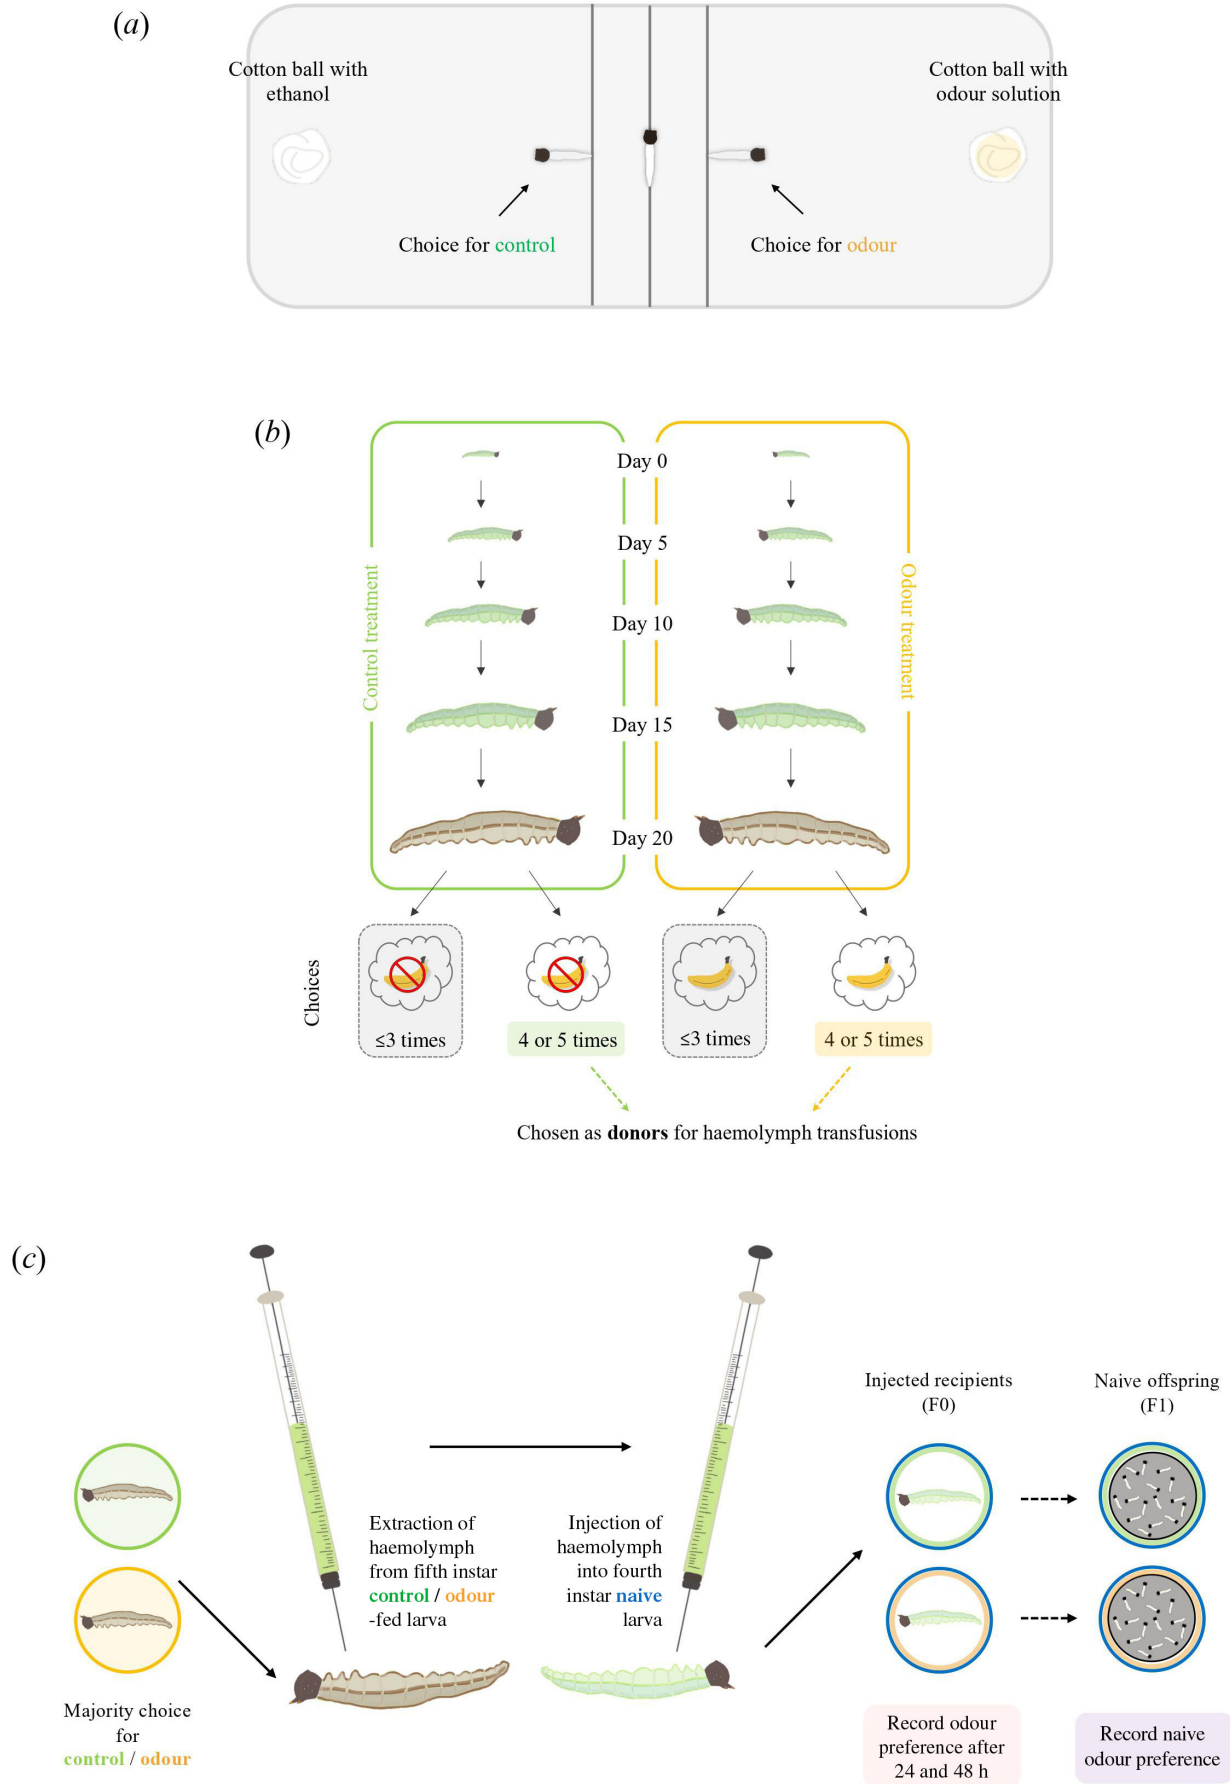 (a)
Cotton ball with
ethanol
Cotton ball with
odour solution
Choice for control
Choice for odour
(b)
Control treatment
Odour treatment
Day 0
Day 5
Day 10
Day 15
Day 20
Choices
≤3 times
4 or 5 times
≤3 times
4 or 5 times
Chosen as donors for haemolymph transfusions
(c)
Majority choice
for
control / odour
Extraction of
haemolymph
from fifth instar
control / odour
-fed larva
Injection of
haemolymph
into fourth
instar naive
larva
Injected recipients
(F0)
Naive offspring
(F1)
Record odour
preference after
24 and 48 h
Record naive
odour preference